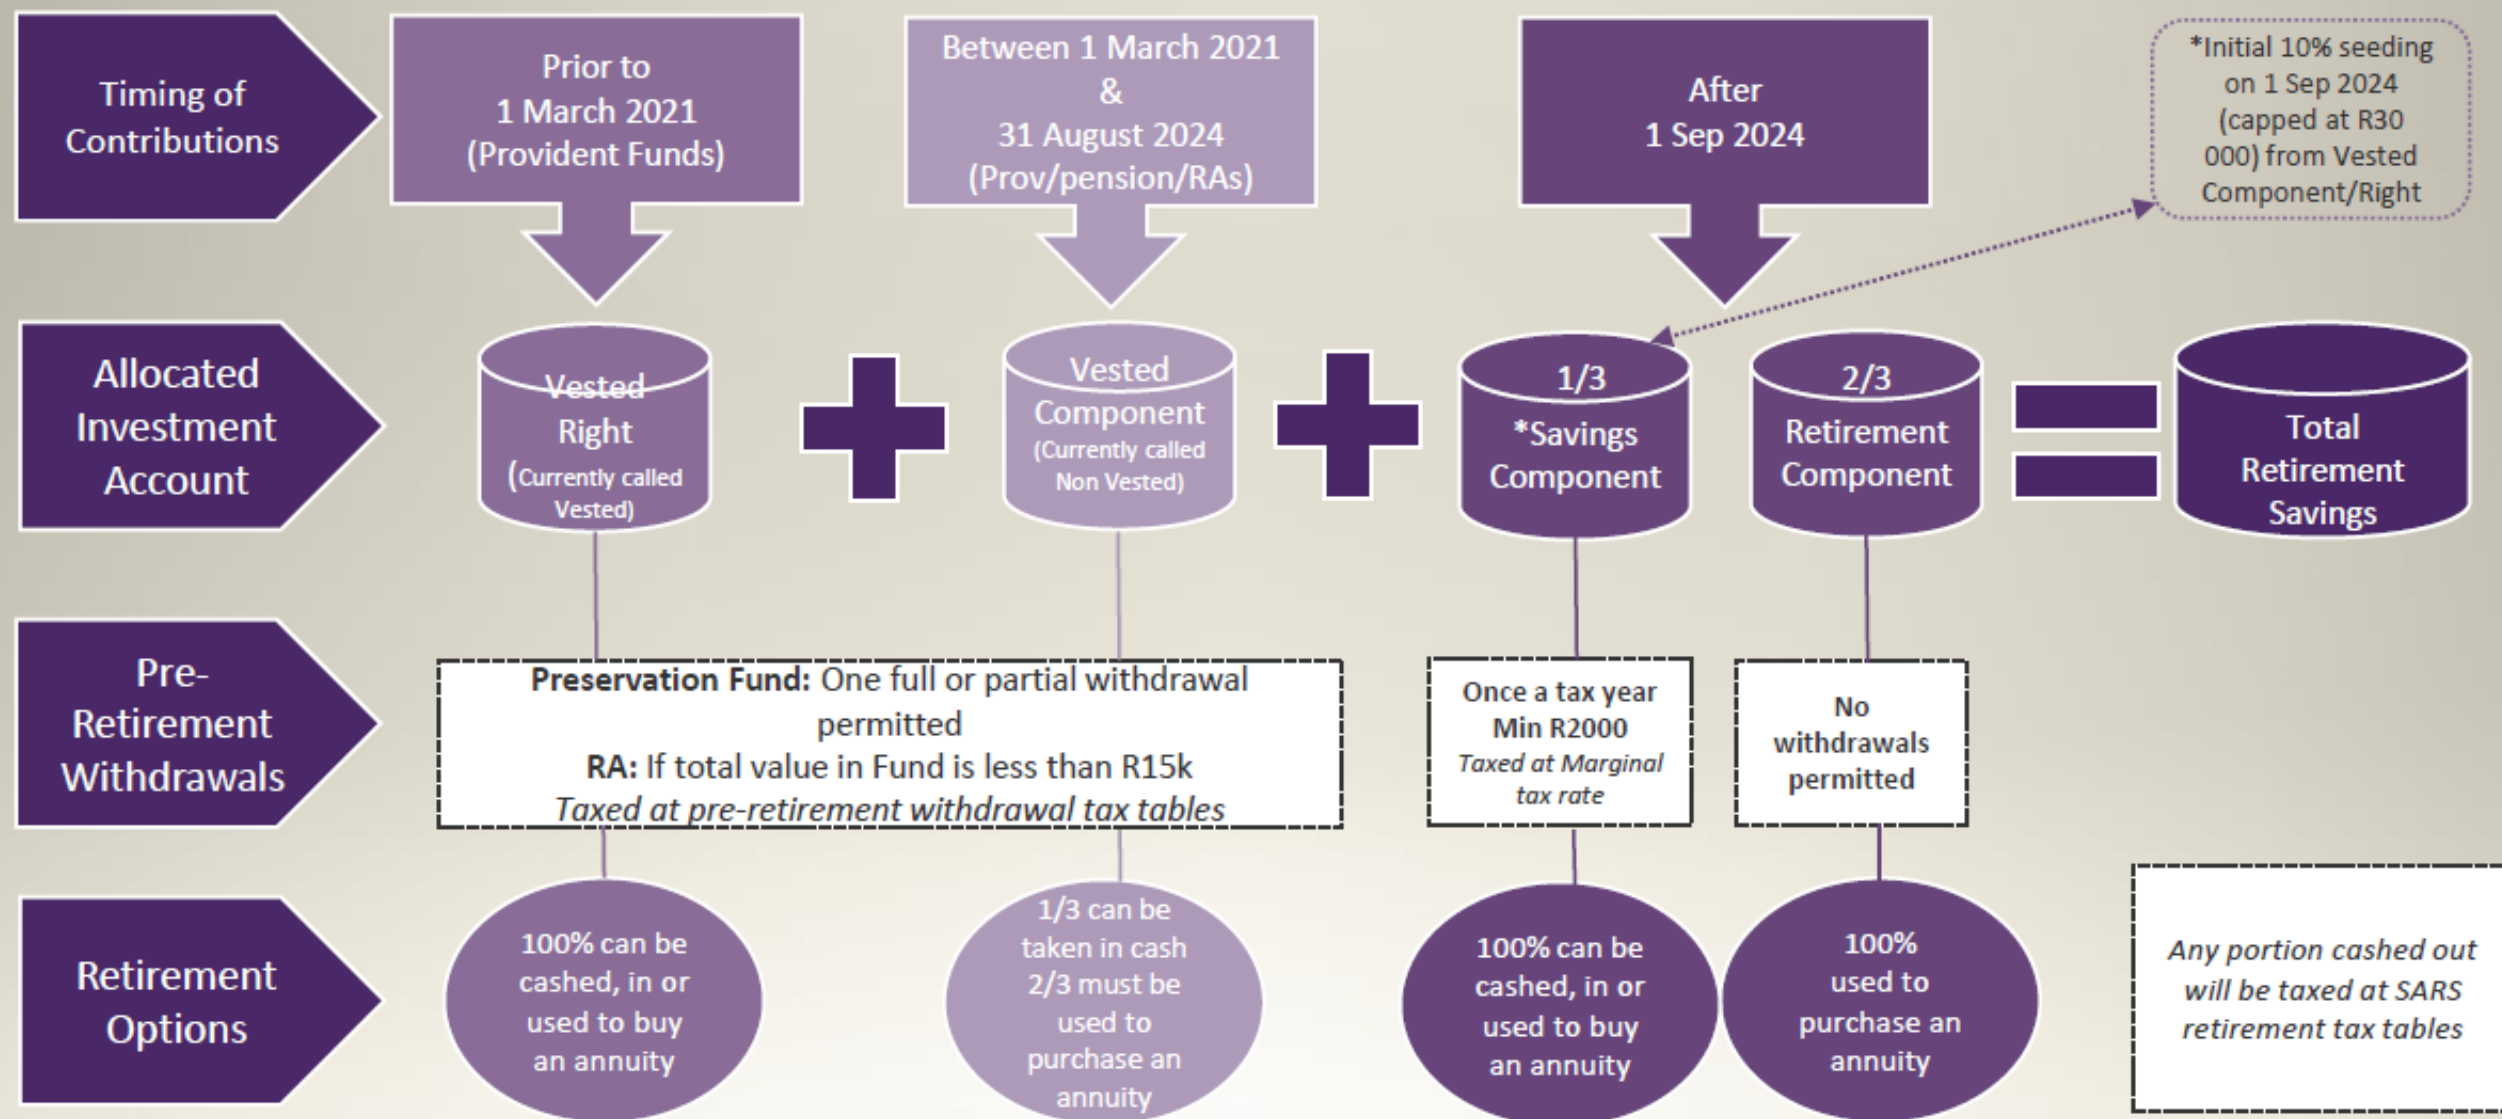 Timing of
Contributions
Prior to
1 March 2021
(Provident Funds)
Between 1 March 2021
&
31 August 2024
(Prov/pension/RAs)
After
1 Sep 2024
*Initial 10% seeding
on 1 Sep 2024
(capped at R30
000) from Vested
Component/Right
Allocated
Investment
Account
Vested
Right
(Currently called
Vested)
Vested
Component
(Currently called
Non Vested)
1/3
*Savings
Component
2/3
Retirement
Component
Total
Retirement
Savings
Pre-
Retirement
Withdrawals
Preservation Fund: One full or partial withdrawal
permitted
RA: If total value in Fund is less than R15k
Taxed at pre-retirement withdrawal tax tables
Once a tax year
Min R2000
Taxed at Marginal
tax rate
No
withdrawals
permitted
Retirement
Options
100% can be
cashed, in or
used to buy
an annuity
1/3 can be
taken in cash
2/3 must be
used to
purchase an
annuity
100% can be
cashed, in or
used to buy
an annuity
100%
used to
purchase an
annuity
Any portion cashed out
will be taxed at SARS
retirement tax tables